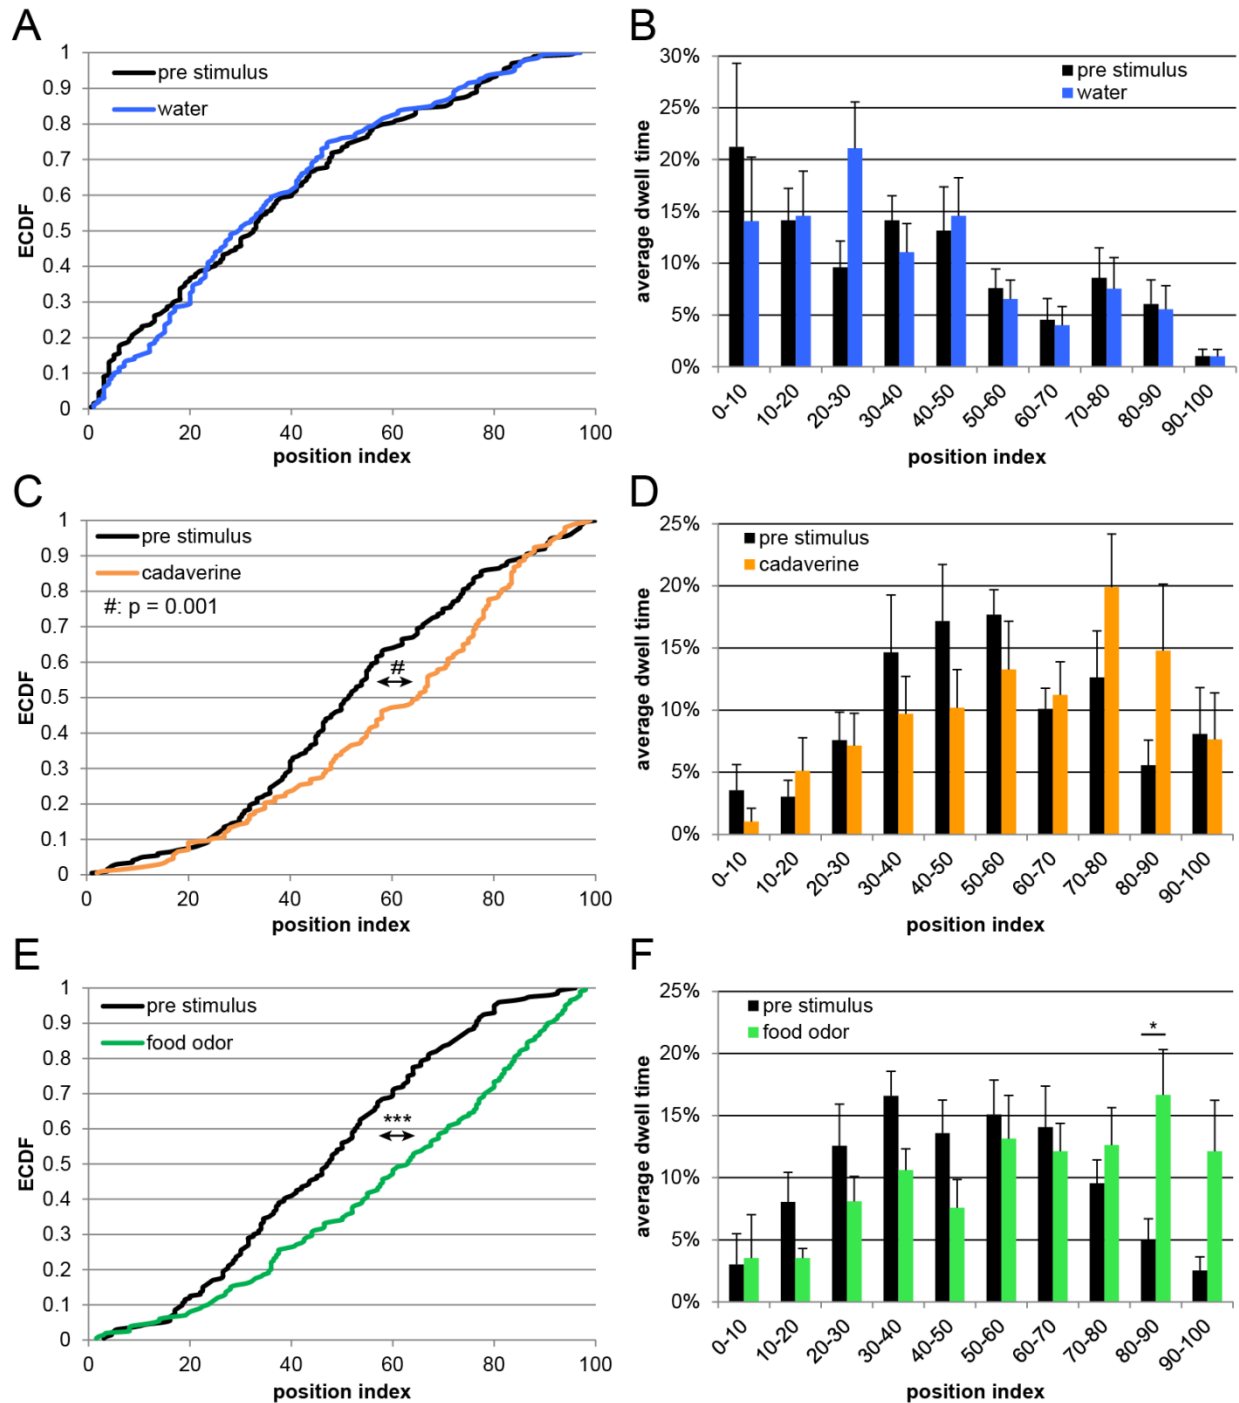 A
1
0.9
0.8
0.7
0.6
0.5
0.4
0.3
0.2
0.1
0
ECDF
pre stimulus
water
0 20 40 60 80 100
position index
B
30%
25%
20%
15%
10%
5%
0%
average dwell time
pre stimulus
water
0-10 10-20 20-30 30-40 40-50 50-60 60-70 70-80 80-90 90-100
position index
C
1
0.9
0.8
0.7
0.6
0.5
0.4
0.3
0.2
0.1
0
ECDF
pre stimulus
cadaverine
#: p = 0.001
#
0 20 40 60 80 100
position index
D
25%
20%
15%
10%
5%
0%
average dwell time
pre stimulus
cadaverine
0-10 10-20 20-30 30-40 40-50 50-60 60-70 70-80 80-90 90-100
position index
E
1
0.9
0.8
0.7
0.6
0.5
0.4
0.3
0.2
0.1
0
ECDF
pre stimulus
food odor
***
0 20 40 60 80 100
position index
F
25%
20%
15%
10%
5%
0%
average dwell time
pre stimulus
food odor
*
0-10 10-20 20-30 30-40 40-50 50-60 60-70 70-80 80-90 90-100
position index